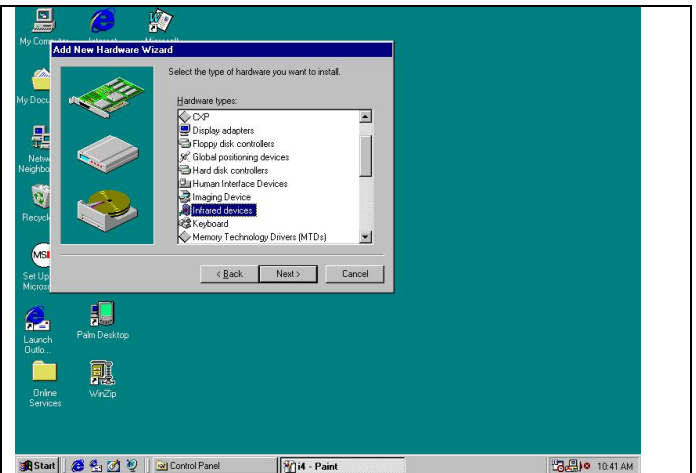 My Com
Add New Hardware Wizard
Select the type of hardware you want to install.
My Docu
Hardware types:
CXP
Display adapters
Floppy disk controllers
Global positioning devices
Hard disk controllers
Human Interface Devices
Imaging Device
Infrared devices
Keyboard
Memory Technology Drivers (MTDs)
Netw
Neighbo
Recycl
MSN
Set Up
Micros
< Back
Next >
Cancel
Launch
Outlo...
Palm Desktop
Online
Services
WinZip
Start
Control Panel
i4 - Paint
10:41 AM